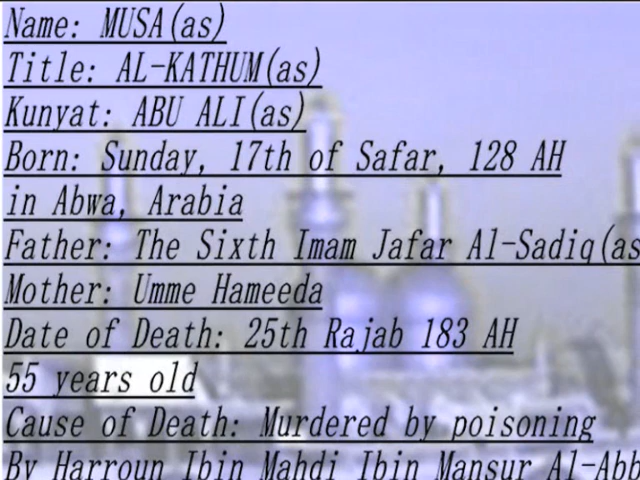 Name: MUSA(as)
Title: AL-KATHUM(as)
Kunyat: ABU ALI(as)
Born: Sunday, 17th of Safar, 128 AH
in Abwa, Arabia
Father: The Sixth Imam Jafar Al-Sadiq(as
Mother: Umme Hameeda
Date of Death: 25th Rajab 183 AH
55 years old
Cause of Death: Murdered by poisoning
By Harroun Ibin Mahdi Ibin Mansur Al-Abb